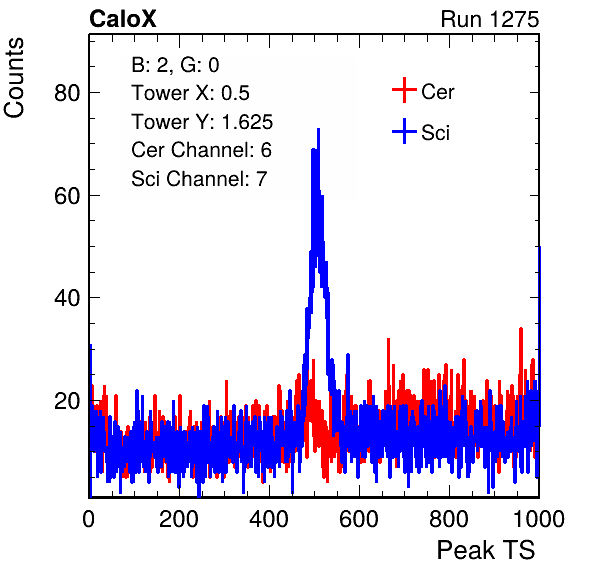 CaloX Run 1275
Counts
B: 2, G: 0
Tower X: 0.5
Tower Y: 1.625
Cer Channel: 6
Sci Channel: 7
Cer
Sci
80
60
40
20
0 200 400 600 800 1000
Peak TS